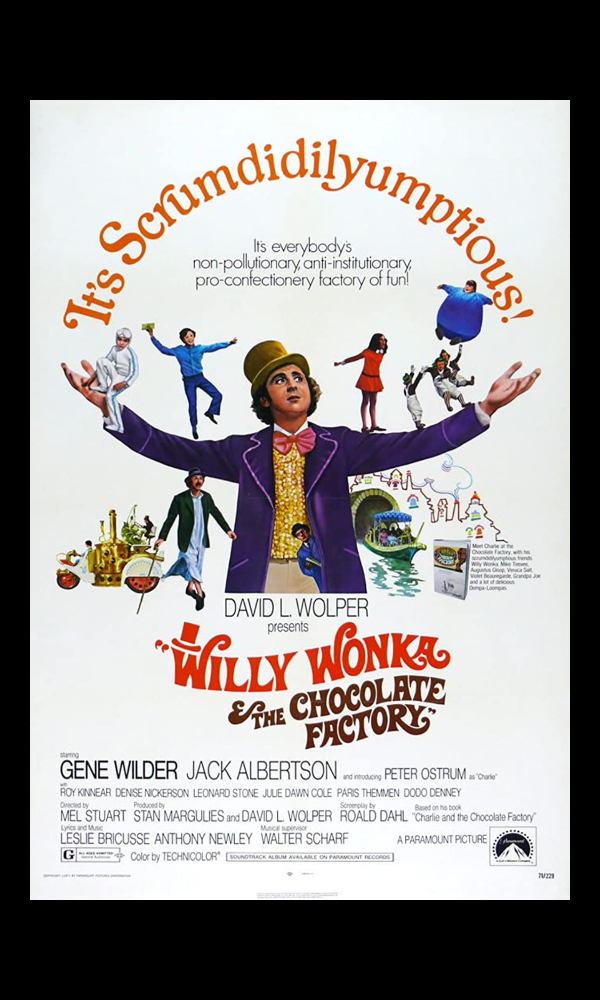 It's Scrumdidilyumptious!
It's everybody's
non-pollutionary, anti-institutionary,
pro-confectionery factory of fun!
Meet Charlie at the
Chocolate Factory, with his
scrumdidilyumptious friends
Willy Wonka, Mike Teevee,
Augustus Gloop, Veruca Salt,
Violet Beauregarde, Grandpa Joe
and a lot of delicious
Oompa-Loompas.
DAVID L. WOLPER
presents
"WILLY WONKA
& THE CHOCOLATE
FACTORY"
starring
GENE WILDER JACK ALBERTSON and introducing PETER OSTRUM as "Charlie"
with
ROY KINNEAR DENISE NICKERSON LEONARD STONE JULIE DAWN COLE PARIS THEMMEN DODO DENNEY
Directed by Produced by Screenplay by Based on his book
MEL STUART STAN MARGULIES and DAVID L. WOLPER ROALD DAHL "Charlie and the Chocolate Factory"
Lyrics and Music Musical supervisor
LESLIE BRICUSSE ANTHONY NEWLEY WALTER SCHARF A PARAMOUNT PICTURE
G ALL AGES ADMITTED
General Audiences
Color by TECHNICOLOR® SOUNDTRACK ALBUM AVAILABLE ON PARAMOUNT RECORDS
Paramount
71/229